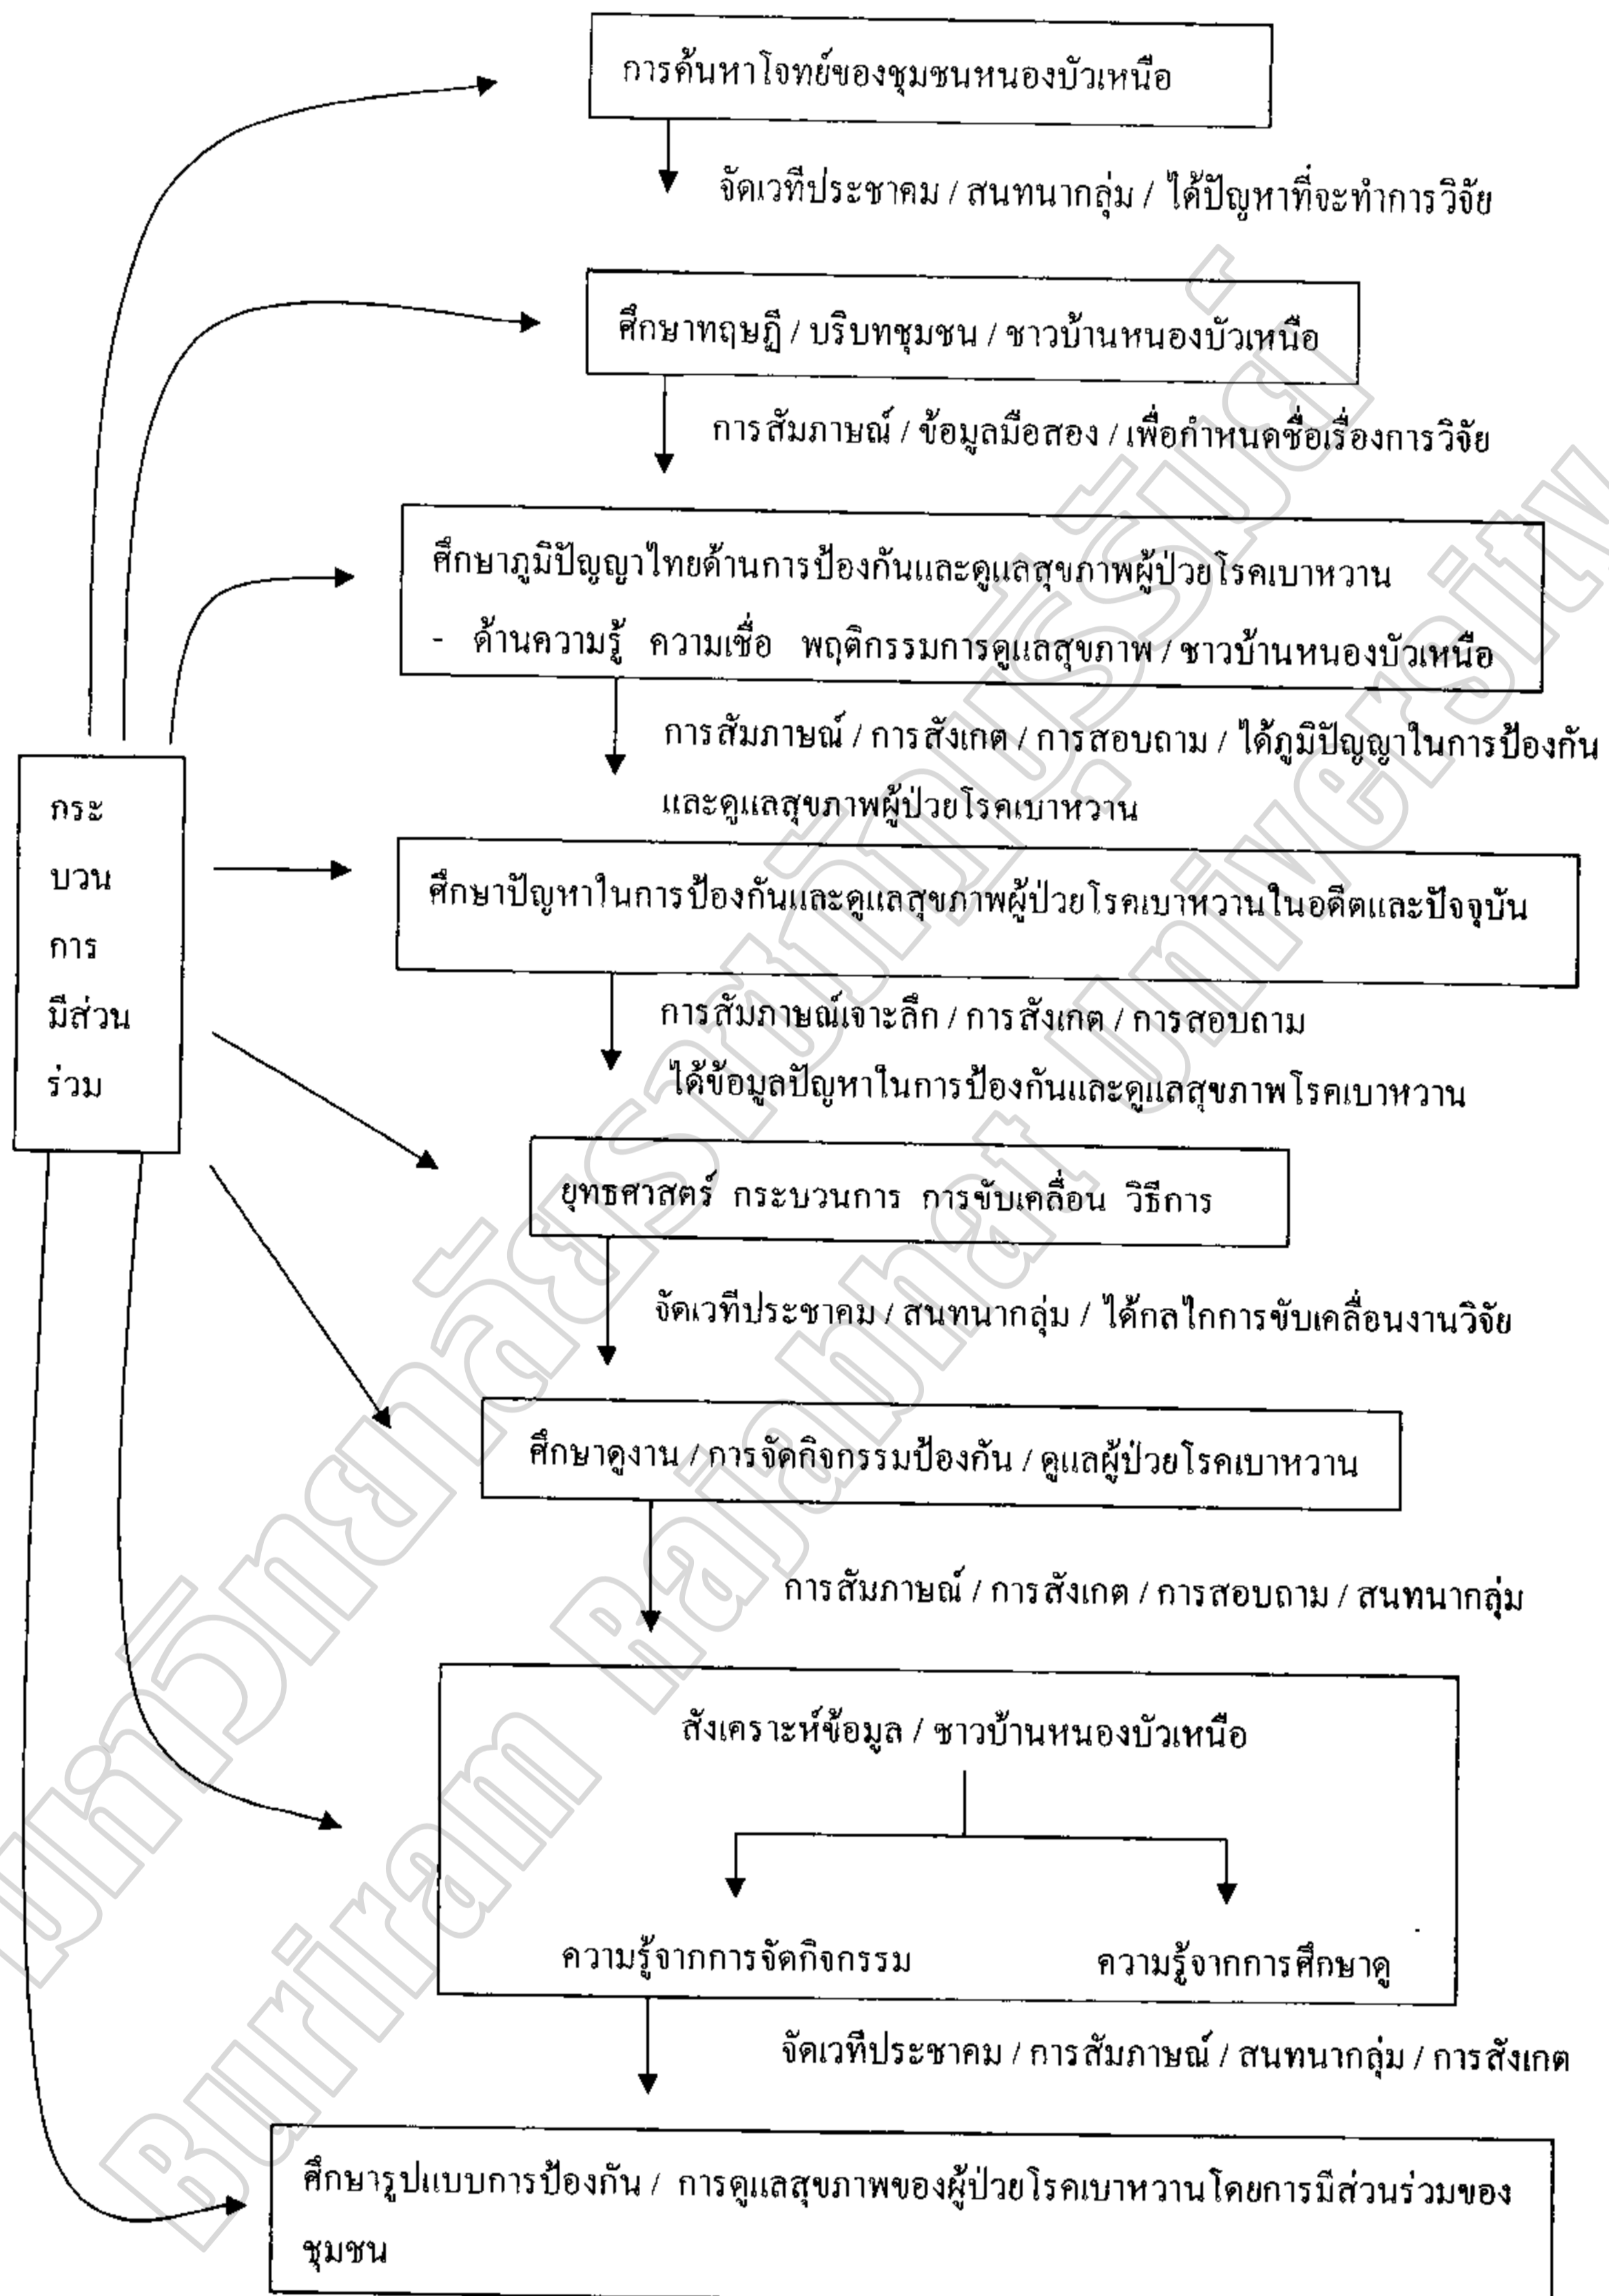 การค้นหาโจทย์ของชุมชนหนองบัวเหนือ
จัดเวทีประชาคม / สนทนากลุ่ม / ได้ปัญหาที่จะทำการวิจัย
ศึกษาทฤษฎี / บริบทชุมชน / ชาวบ้านหนองบัวเหนือ
การสัมภาษณ์ / ข้อมูลมือสอง / เพื่อกำหนดชื่อเรื่องการวิจัย
ศึกษาภูมิปัญญาไทยด้านการป้องกันและดูแลสุขภาพผู้ป่วยโรคเบาหวาน
- ด้านความรู้ ความเชื่อ พฤติกรรมการดูแลสุขภาพ / ชาวบ้านหนองบัวเหนือ
การสัมภาษณ์ / การสังเกต / การสอบถาม / ได้ภูมิปัญญาในการป้องกัน
และดูแลสุขภาพผู้ป่วยโรคเบาหวาน
กระ
บวน
การ
มีส่วน
ร่วม
ศึกษาปัญหาในการป้องกันและดูแลสุขภาพผู้ป่วยโรคเบาหวานในอดีตและปัจจุบัน
การสัมภาษณ์เจาะลึก / การสังเกต / การสอบถาม
ได้ข้อมูลปัญหาในการป้องกันและดูแลสุขภาพโรคเบาหวาน
ยุทธศาสตร์ กระบวนการ การขับเคลื่อน วิธีการ
จัดเวทีประชาคม / สนทนากลุ่ม / ได้กลไกการขับเคลื่อนงานวิจัย
ศึกษาดูงาน / การจัดกิจกรรมป้องกัน / ดูแลผู้ป่วยโรคเบาหวาน
การสัมภาษณ์ / การสังเกต / การสอบถาม / สนทนากลุ่ม
สังเคราะห์ข้อมูล / ชาวบ้านหนองบัวเหนือ
ความรู้จากการจัดกิจกรรม ความรู้จากการศึกษาดู
จัดเวทีประชาคม / การสัมภาษณ์ / สนทนากลุ่ม / การสังเกต
ศึกษารูปแบบการป้องกัน / การดูแลสุขภาพของผู้ป่วยโรคเบาหวานโดยการมีส่วนร่วมของ
ชุมชน
มหาวิทยาลัยราชภัฏบุรีรัมย์
Buriram Rajabhat University